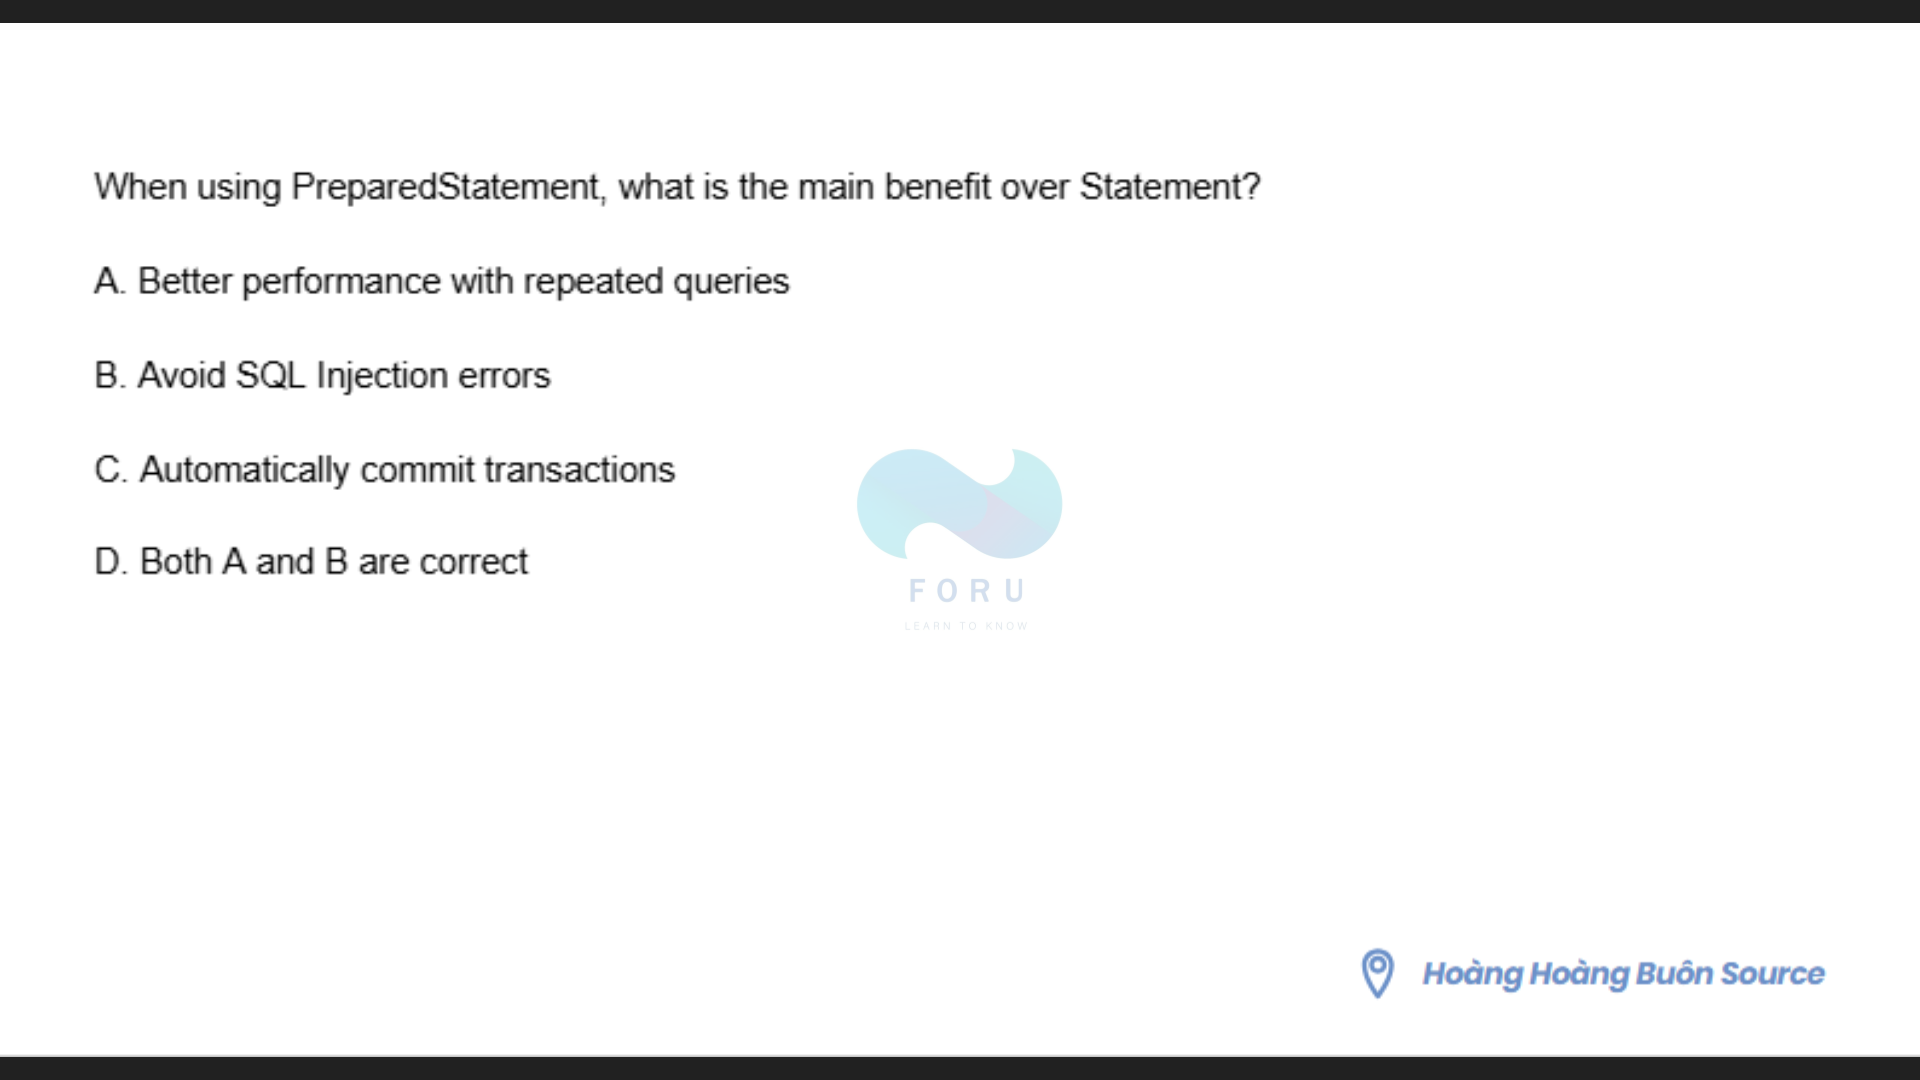 When using PreparedStatement, what is the main benefit over Statement?
A. Better performance with repeated queries
B. Avoid SQL Injection errors
C. Automatically commit transactions
D. Both A and B are correct
FORU
LEARN TO KNOW
Hoàng Hoàng Buôn Source